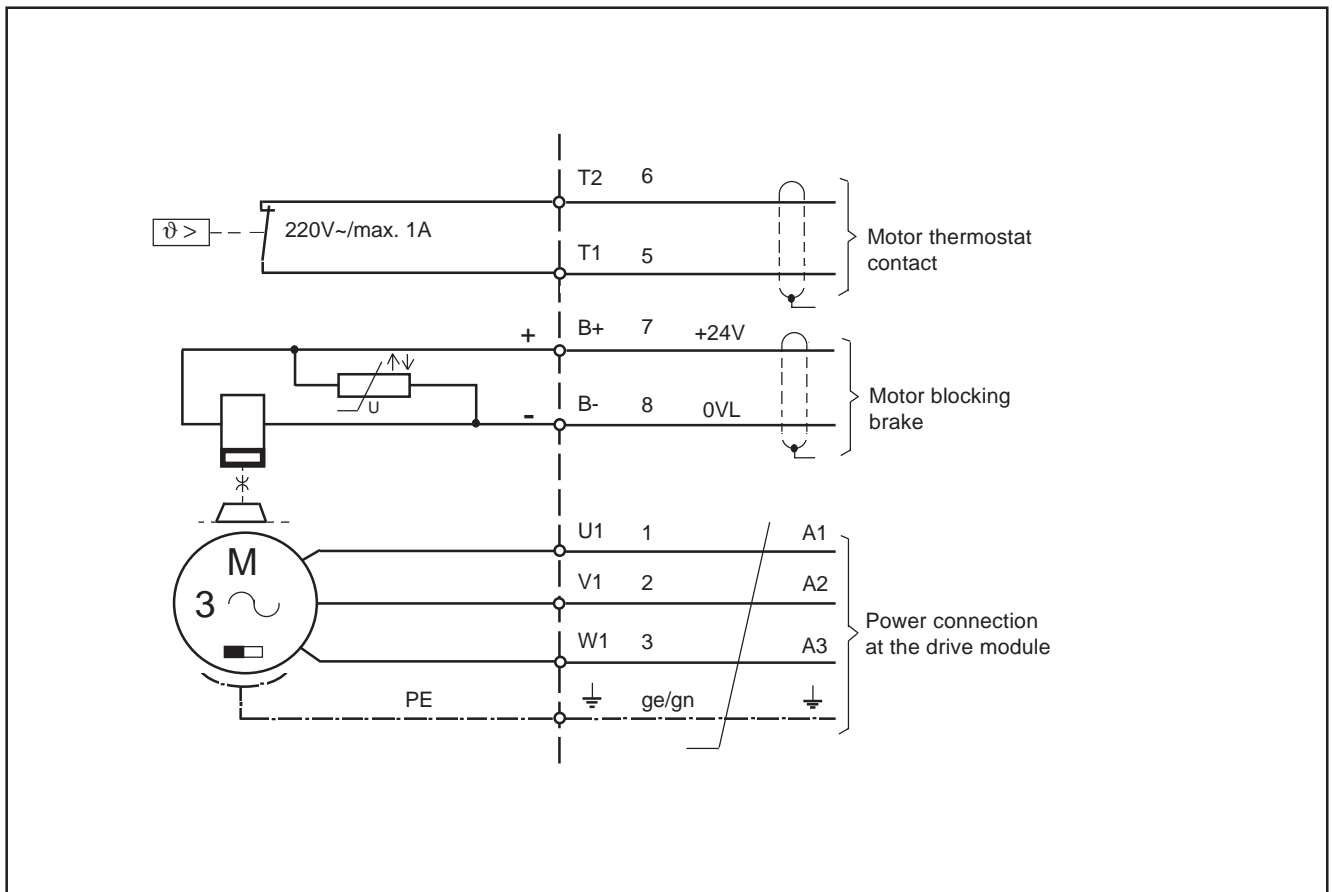 T2 6
ϑ > 220V~/max. 1A
T1 5
Motor thermostat
contact
+ B+ 7 +24V
U
- B- 8 0VL
Motor blocking
brake
U1 1 A1
M
V1 2 A2
3
W1 3 A3
Power connection
at the drive module
PE ge/gn